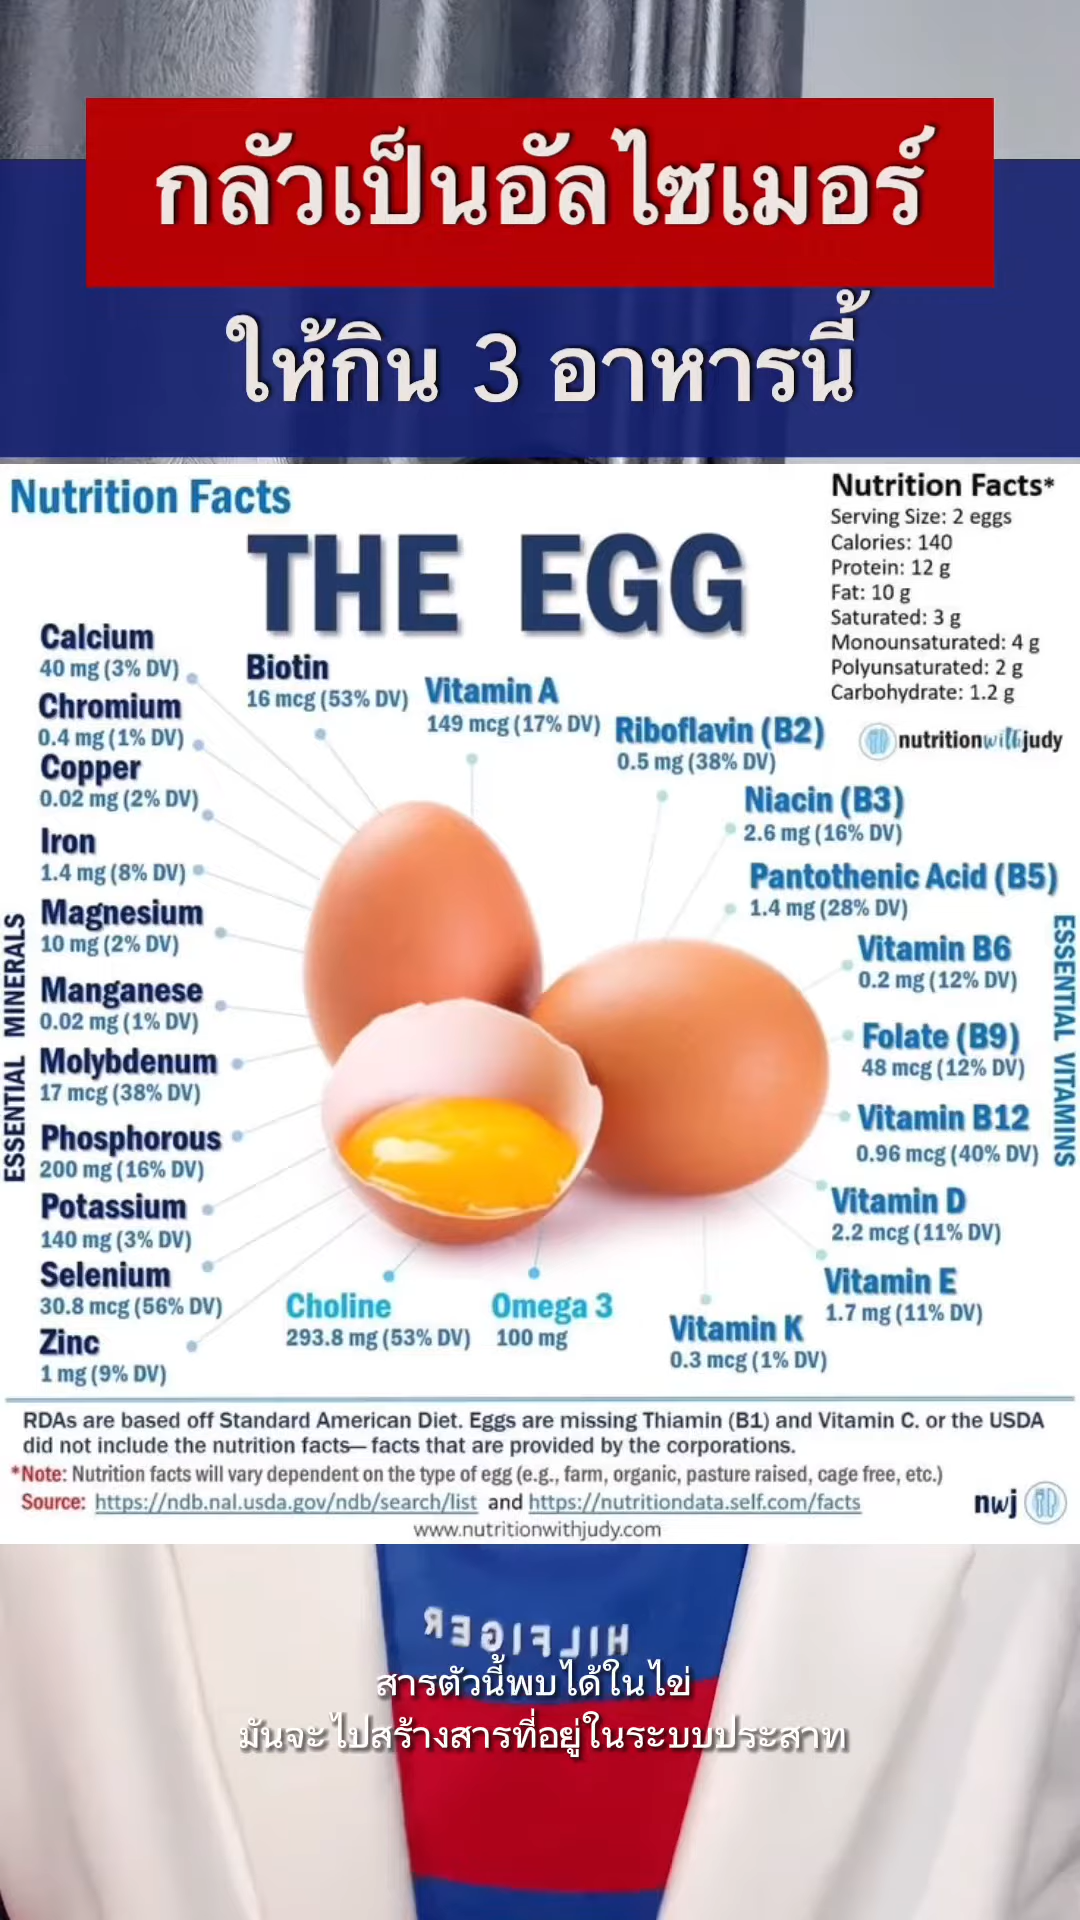 กลัวเป็นอัลไซเมอร์
ให้กิน 3 อาหารนี้
Nutrition Facts
THE EGG
Nutrition Facts*
Serving Size: 2 eggs
Calories: 140
Protein: 12 g
Fat: 10 g
Saturated: 3 g
Monounsaturated: 4 g
Polyunsaturated: 2 g
Carbohydrate: 1.2 g
nutritionwithjudy
ESSENTIAL MINERALS
Calcium
40 mg (3% DV)
Chromium
0.4 mg (1% DV)
Copper
0.02 mg (2% DV)
Iron
1.4 mg (8% DV)
Magnesium
10 mg (2% DV)
Manganese
0.02 mg (1% DV)
Molybdenum
17 mcg (38% DV)
Phosphorous
200 mg (16% DV)
Potassium
140 mg (3% DV)
Selenium
30.8 mcg (56% DV)
Zinc
1 mg (9% DV)
Biotin
16 mcg (53% DV)
Vitamin A
149 mcg (17% DV)
Riboflavin (B2)
0.5 mg (38% DV)
Niacin (B3)
2.6 mg (16% DV)
Pantothenic Acid (B5)
1.4 mg (28% DV)
Vitamin B6
0.2 mg (12% DV)
Folate (B9)
48 mcg (12% DV)
Vitamin B12
0.96 mcg (40% DV)
Vitamin D
2.2 mcg (11% DV)
Vitamin E
1.7 mg (11% DV)
Vitamin K
0.3 mcg (1% DV)
ESSENTIAL VITAMINS
Choline
293.8 mg (53% DV)
Omega 3
100 mg
RDAs are based off Standard American Diet. Eggs are missing Thiamin (B1) and Vitamin C. or the USDA
did not include the nutrition facts— facts that are provided by the corporations.
*Note: Nutrition facts will vary dependent on the type of egg (e.g., farm, organic, pasture raised, cage free, etc.)
Source: https://ndb.nal.usda.gov/ndb/search/list and https://nutritiondata.self.com/facts
nwj
www.nutritionwithjudy.com
HILFIGER
สารตัวนี้พบได้ในไข่
มันจะไปสร้างสารที่อยู่ในระบบประสาท